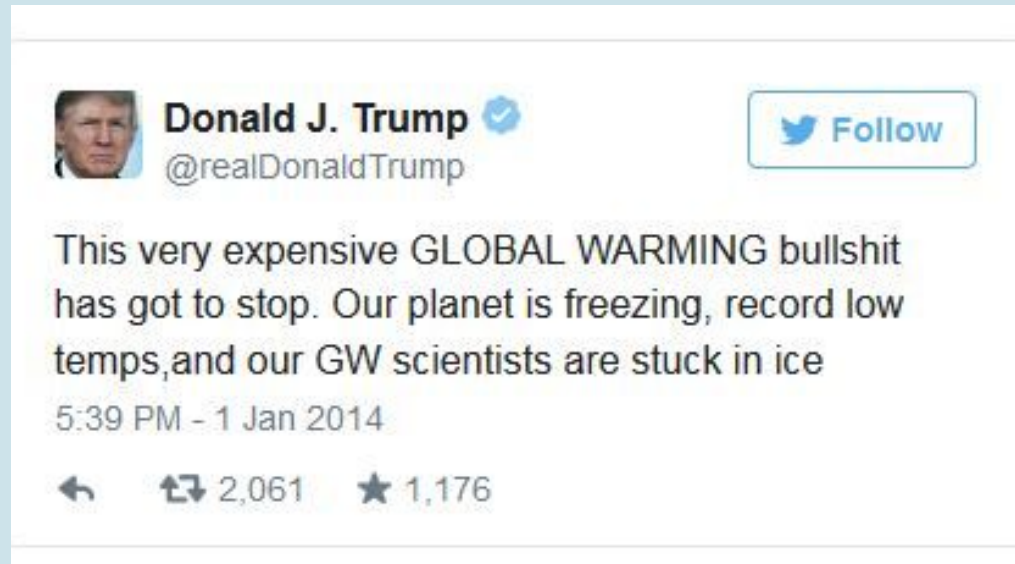 Donald J. Trump
Follow
@realDonaldTrump
This very expensive GLOBAL WARMING bullshit
has got to stop. Our planet is freezing, record low
temps,and our GW scientists are stuck in ice
5:39 PM - 1 Jan 2014
2,061 1,176